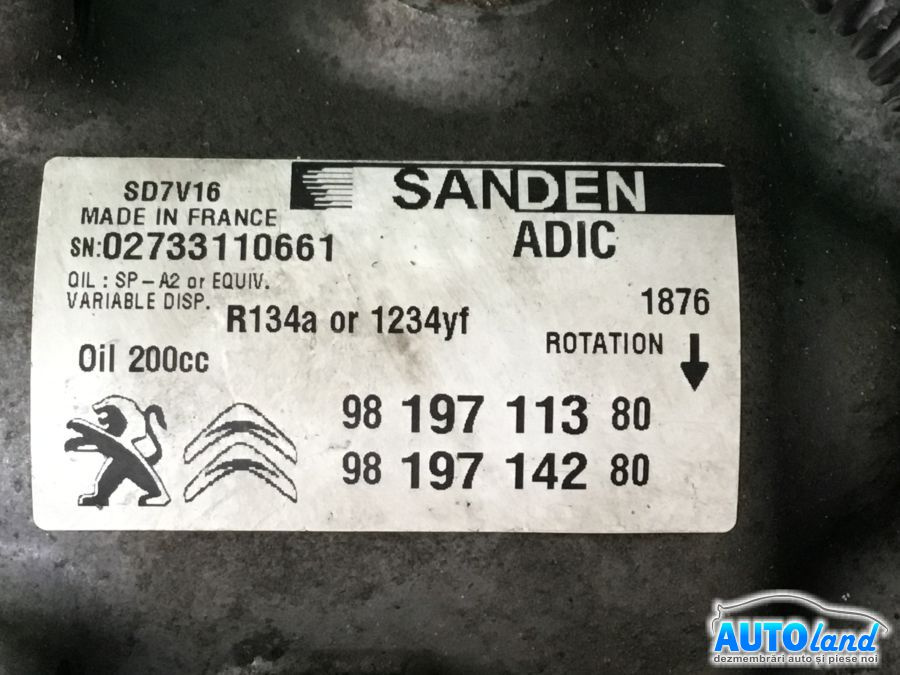 SD7V16
SANDEN
MADE IN FRANCE
SN:02733110661
ADIC
OIL : SP-A2 or EQUIV.
VARIABLE DISP.
R134a or 1234yf
1876
Oil 200cc
ROTATION
98 197 113 80
98 197 142 80
AUTOland
dezmembrări auto și piese noi